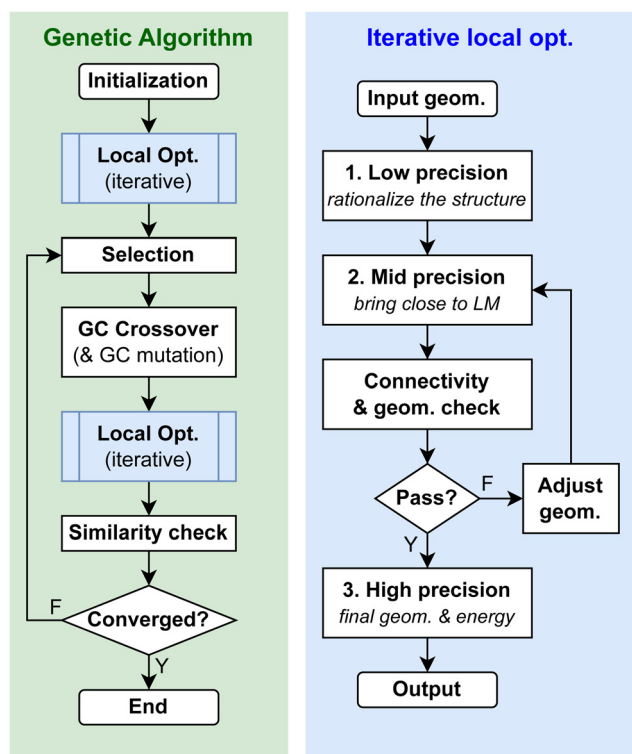 Genetic Algorithm
Initialization
Local Opt.
(iterative)
Selection
GC Crossover
(& GC mutation)
Local Opt.
(iterative)
Similarity check
F
Converged?
Y
End
Iterative local opt.
Input geom.
1. Low precision
rationalize the structure
2. Mid precision
bring close to LM
Connectivity
& geom. check
Pass?
F
Adjust
geom.
Y
3. High precision
final geom. & energy
Output